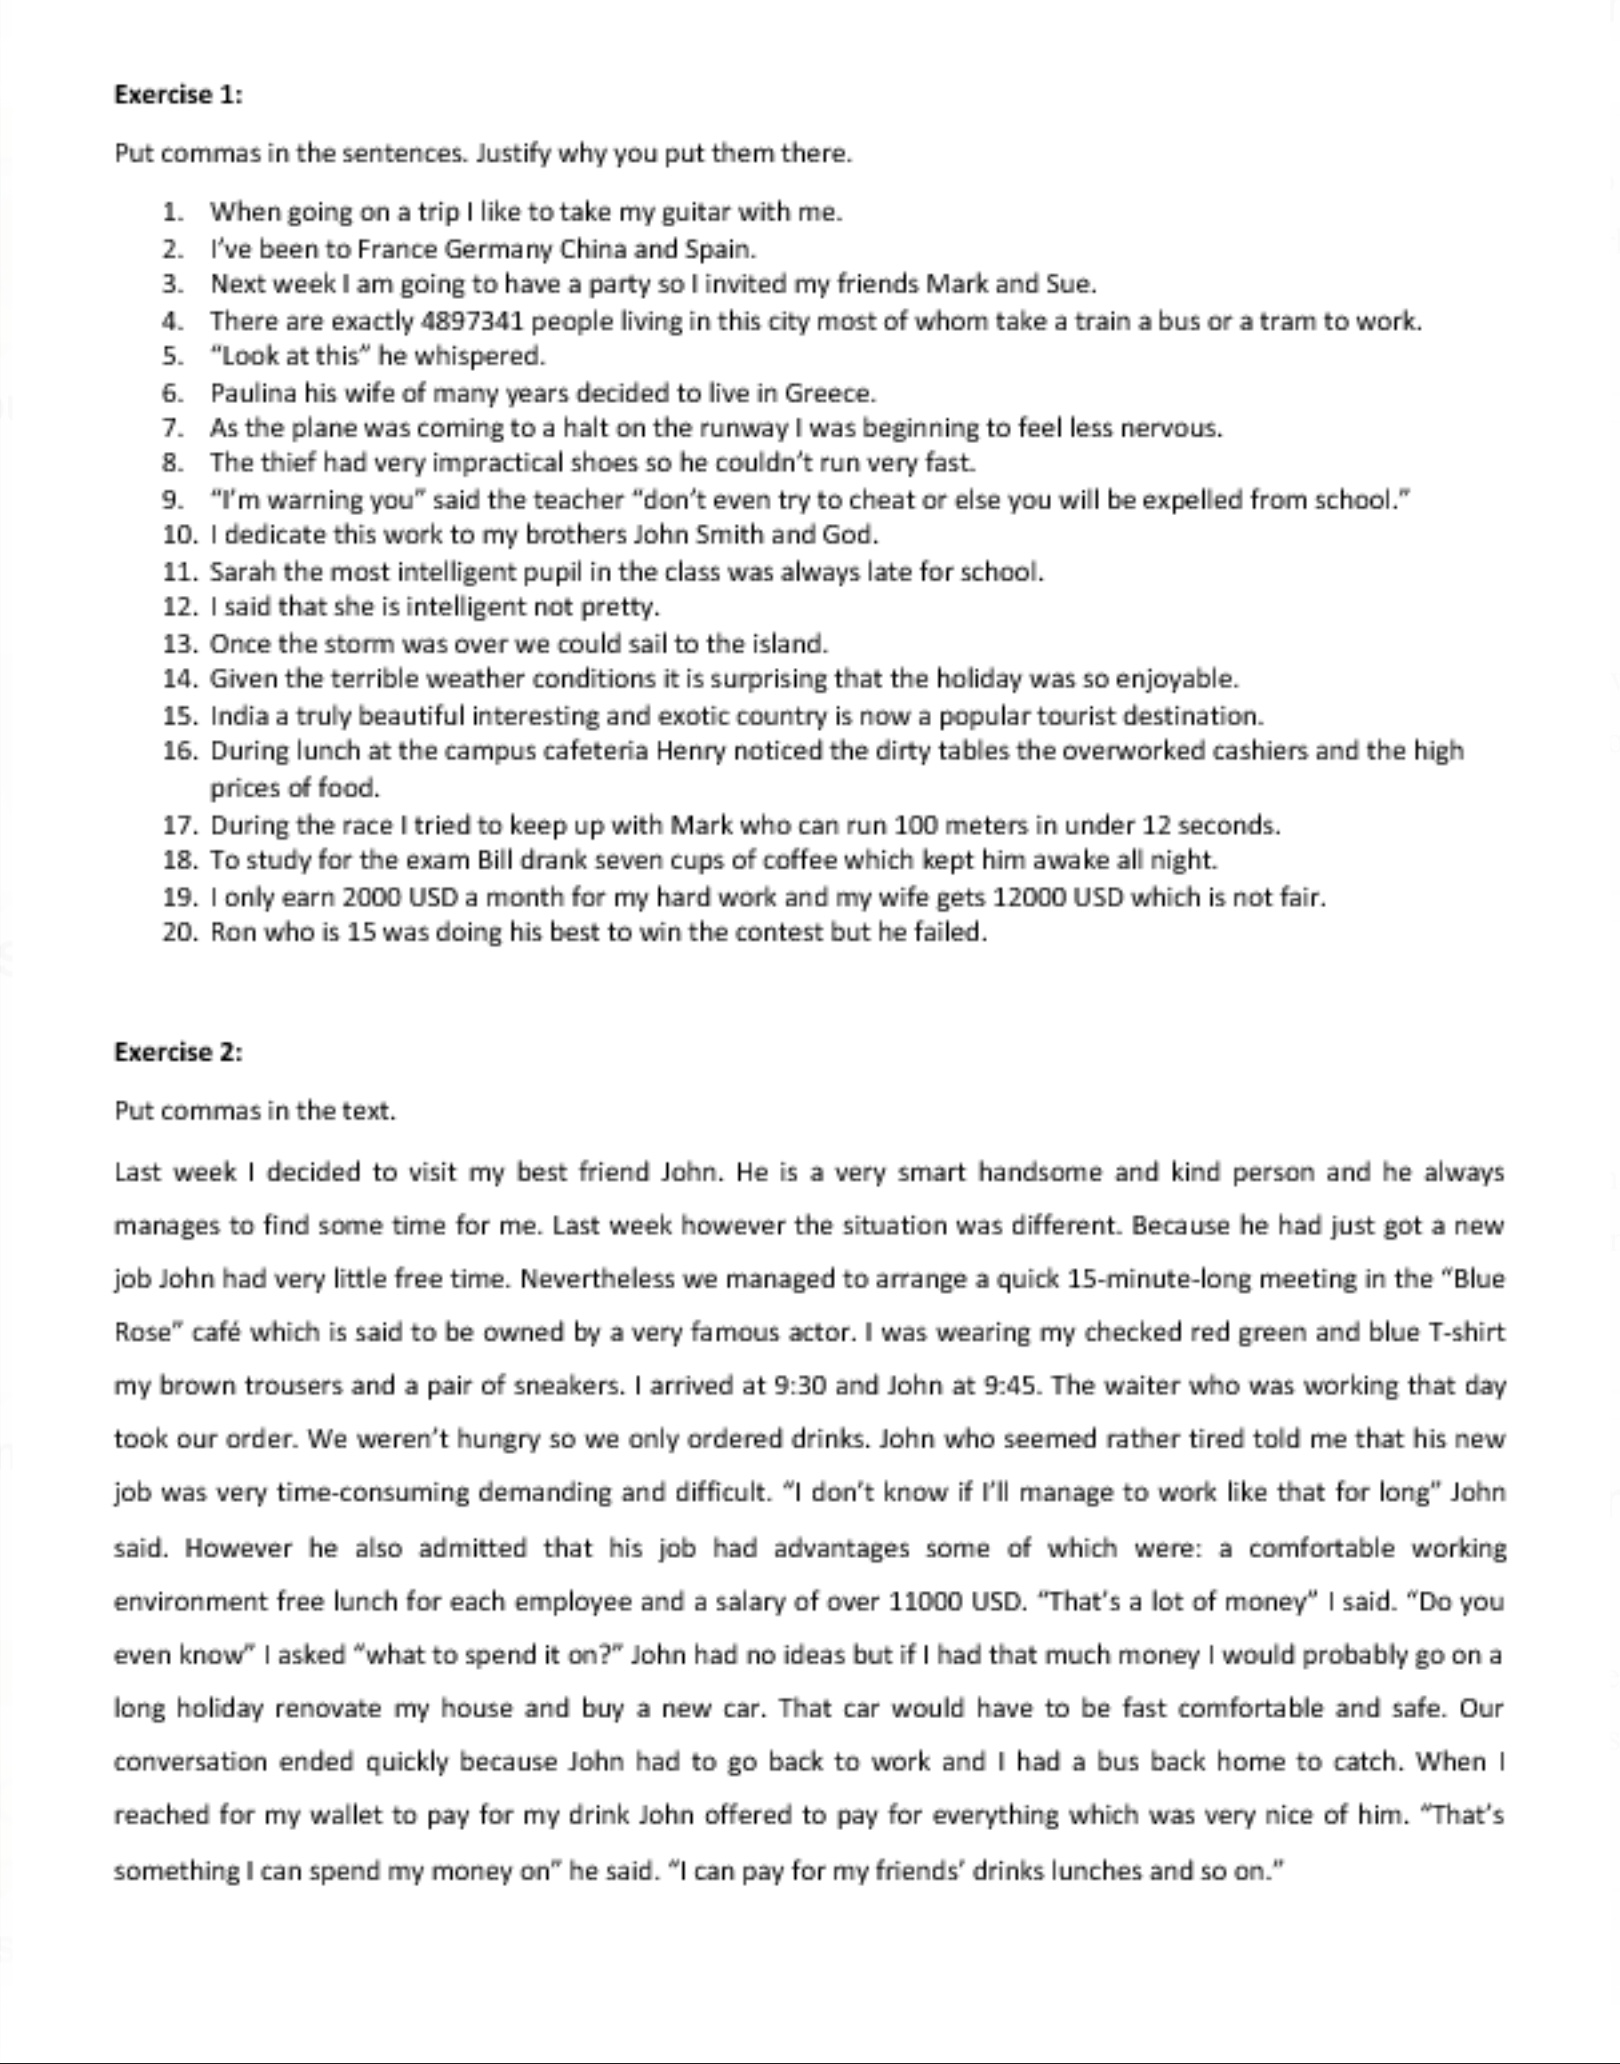 Exercise 1:
Put commas in the sentences. Justify why you put them there.
1. When going on a trip I like to take my guitar with me.
2. I’ve been to France Germany China and Spain.
3. Next week I am going to have a party so I invited my friends Mark and Sue.
4. There are exactly 4897341 people living in this city most of whom take a train a bus or a tram to work.
5. “Look at this” he whispered.
6. Paulina his wife of many years decided to live in Greece.
7. As the plane was coming to a halt on the runway I was beginning to feel less nervous.
8. The thief had very impractical shoes so he couldn’t run very fast.
9. “I’m warning you” said the teacher “don’t even try to cheat or else you will be expelled from school.”
10. I dedicate this work to my brothers John Smith and God.
11. Sarah the most intelligent pupil in the class was always late for school.
12. I said that she is intelligent not pretty.
13. Once the storm was over we could sail to the island.
14. Given the terrible weather conditions it is surprising that the holiday was so enjoyable.
15. India a truly beautiful interesting and exotic country is now a popular tourist destination.
16. During lunch at the campus cafeteria Henry noticed the dirty tables the overworked cashiers and the high
prices of food.
17. During the race I tried to keep up with Mark who can run 100 meters in under 12 seconds.
18. To study for the exam Bill drank seven cups of coffee which kept him awake all night.
19. I only earn 2000 USD a month for my hard work and my wife gets 12000 USD which is not fair.
20. Ron who is 15 was doing his best to win the contest but he failed.
Exercise 2:
Put commas in the text.
Last week I decided to visit my best friend John. He is a very smart handsome and kind person and he always
manages to find some time for me. Last week however the situation was different. Because he had just got a new
job John had very little free time. Nevertheless we managed to arrange a quick 15-minute-long meeting in the “Blue
Rose” café which is said to be owned by a very famous actor. I was wearing my checked red green and blue T-shirt
my brown trousers and a pair of sneakers. I arrived at 9:30 and John at 9:45. The waiter who was working that day
took our order. We weren’t hungry so we only ordered drinks. John who seemed rather tired told me that his new
job was very time-consuming demanding and difficult. “I don’t know if I’ll manage to work like that for long” John
said. However he also admitted that his job had advantages some of which were: a comfortable working
environment free lunch for each employee and a salary of over 11000 USD. “That’s a lot of money” I said. “Do you
even know” I asked “what to spend it on?” John had no ideas but if I had that much money I would probably go on a
long holiday renovate my house and buy a new car. That car would have to be fast comfortable and safe. Our
conversation ended quickly because John had to go back to work and I had a bus back home to catch. When I
reached for my wallet to pay for my drink John offered to pay for everything which was very nice of him. “That’s
something I can spend my money on” he said. “I can pay for my friends’ drinks lunches and so on.”